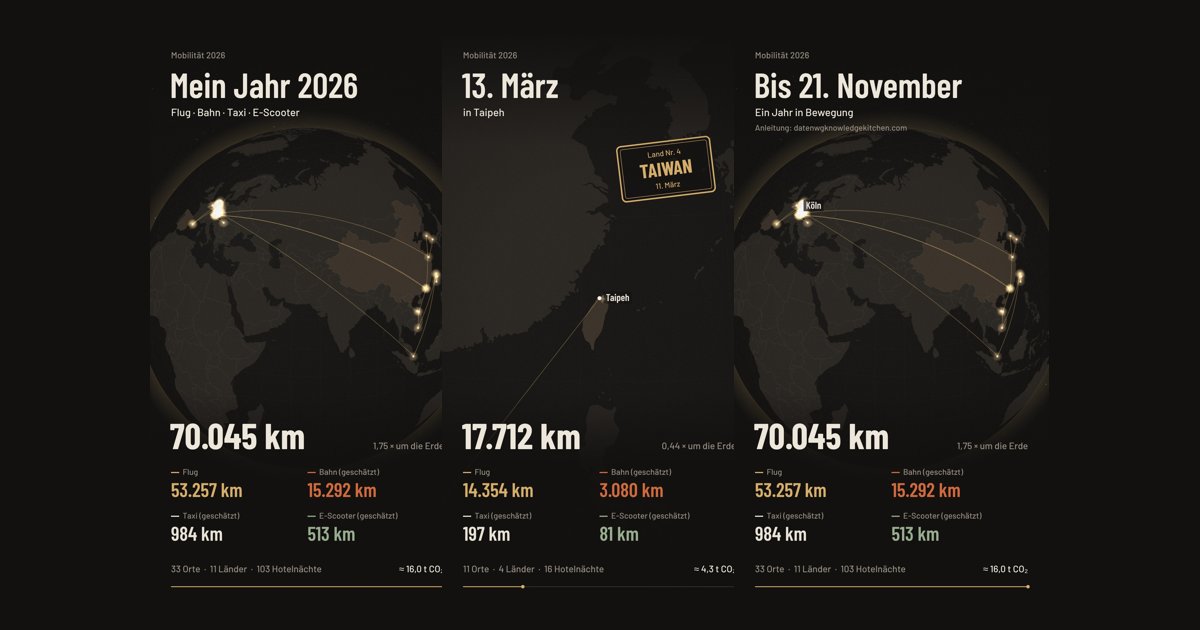 Mobilität 2026
Mein Jahr 2026
Flug · Bahn · Taxi · E-Scooter
70.045 km
1,75 × um die Erde
Flug
53.257 km
Bahn (geschätzt)
15.292 km
Taxi (geschätzt)
984 km
E-Scooter (geschätzt)
513 km
33 Orte · 11 Länder · 103 Hotelnächte
≈ 16,0 t CO₂
Mobilität 2026
13. März
in Taipeh
Land Nr. 4
TAIWAN
11. März
Taipeh
17.712 km
0,44 × um die Erde
Flug
14.354 km
Bahn (geschätzt)
3.080 km
Taxi (geschätzt)
197 km
E-Scooter (geschätzt)
81 km
11 Orte · 4 Länder · 16 Hotelnächte
≈ 4,3 t CO₂
Mobilität 2026
Bis 21. November
Ein Jahr in Bewegung
Anleitung: datenwgknowledgekitchen.com
Köln
70.045 km
1,75 × um die Erde
Flug
53.257 km
Bahn (geschätzt)
15.292 km
Taxi (geschätzt)
984 km
E-Scooter (geschätzt)
513 km
33 Orte · 11 Länder · 103 Hotelnächte
≈ 16,0 t CO₂